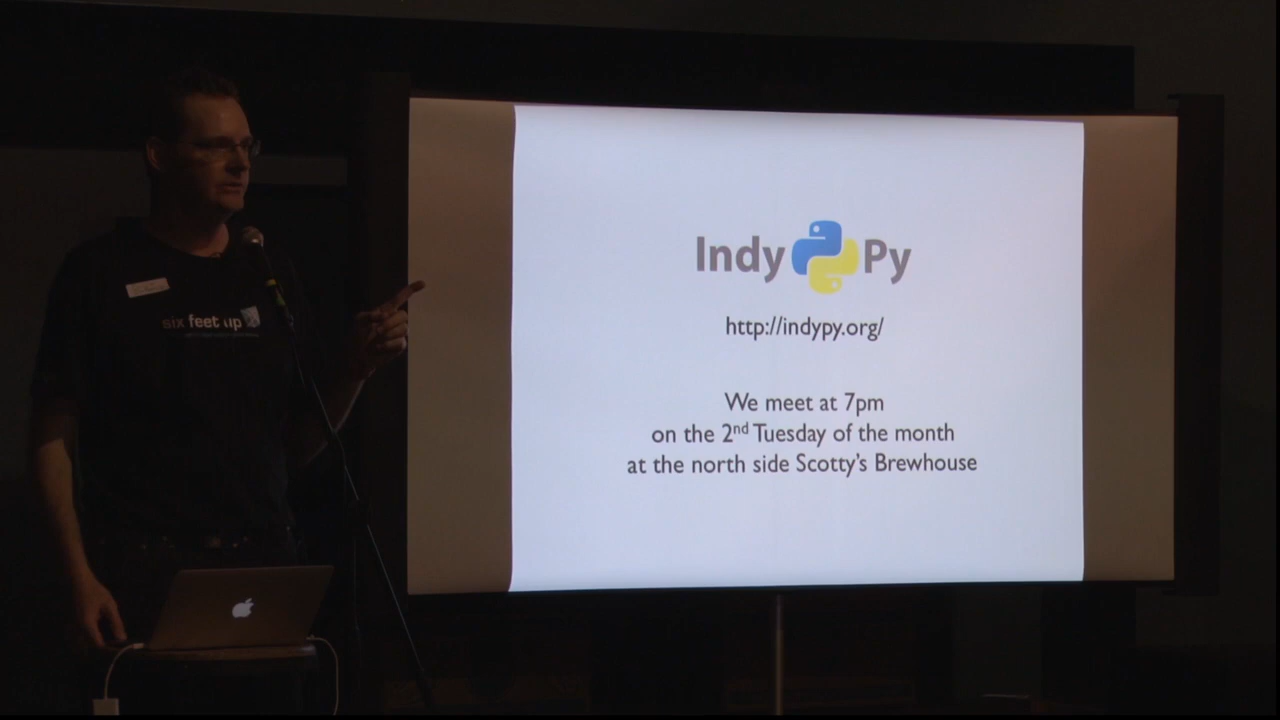 six feet up
Indy Py
http://indypy.org/
We meet at 7pm
on the 2nd Tuesday of the month
at the north side Scotty's Brewhouse